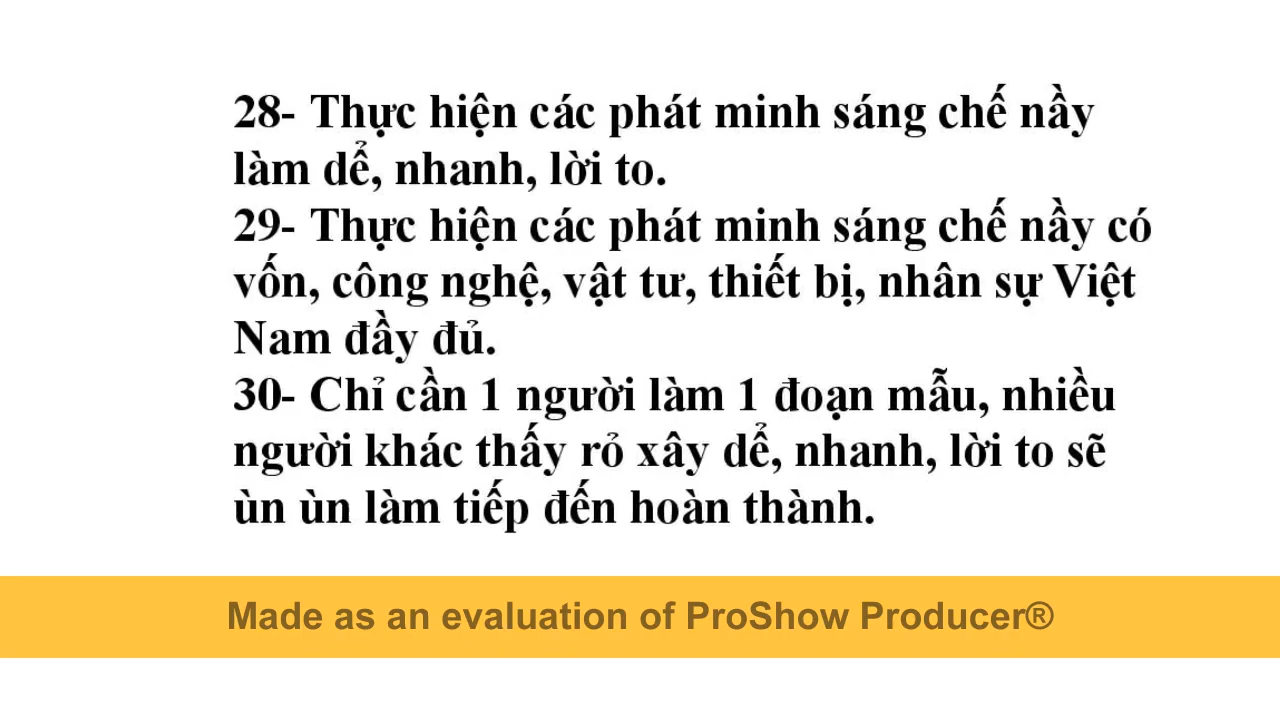 28- Thực hiện các phát minh sáng chế nầy
làm dể, nhanh, lời to.
29- Thực hiện các phát minh sáng chế nầy có
vốn, công nghệ, vật tư, thiết bị, nhân sự Việt
Nam đầy đủ.
30- Chỉ cần 1 người làm 1 đoạn mẫu, nhiều
người khác thấy rỏ xây dể, nhanh, lời to sẽ
ùn ùn làm tiếp đến hoàn thành.
Made as an evaluation of ProShow Producer®